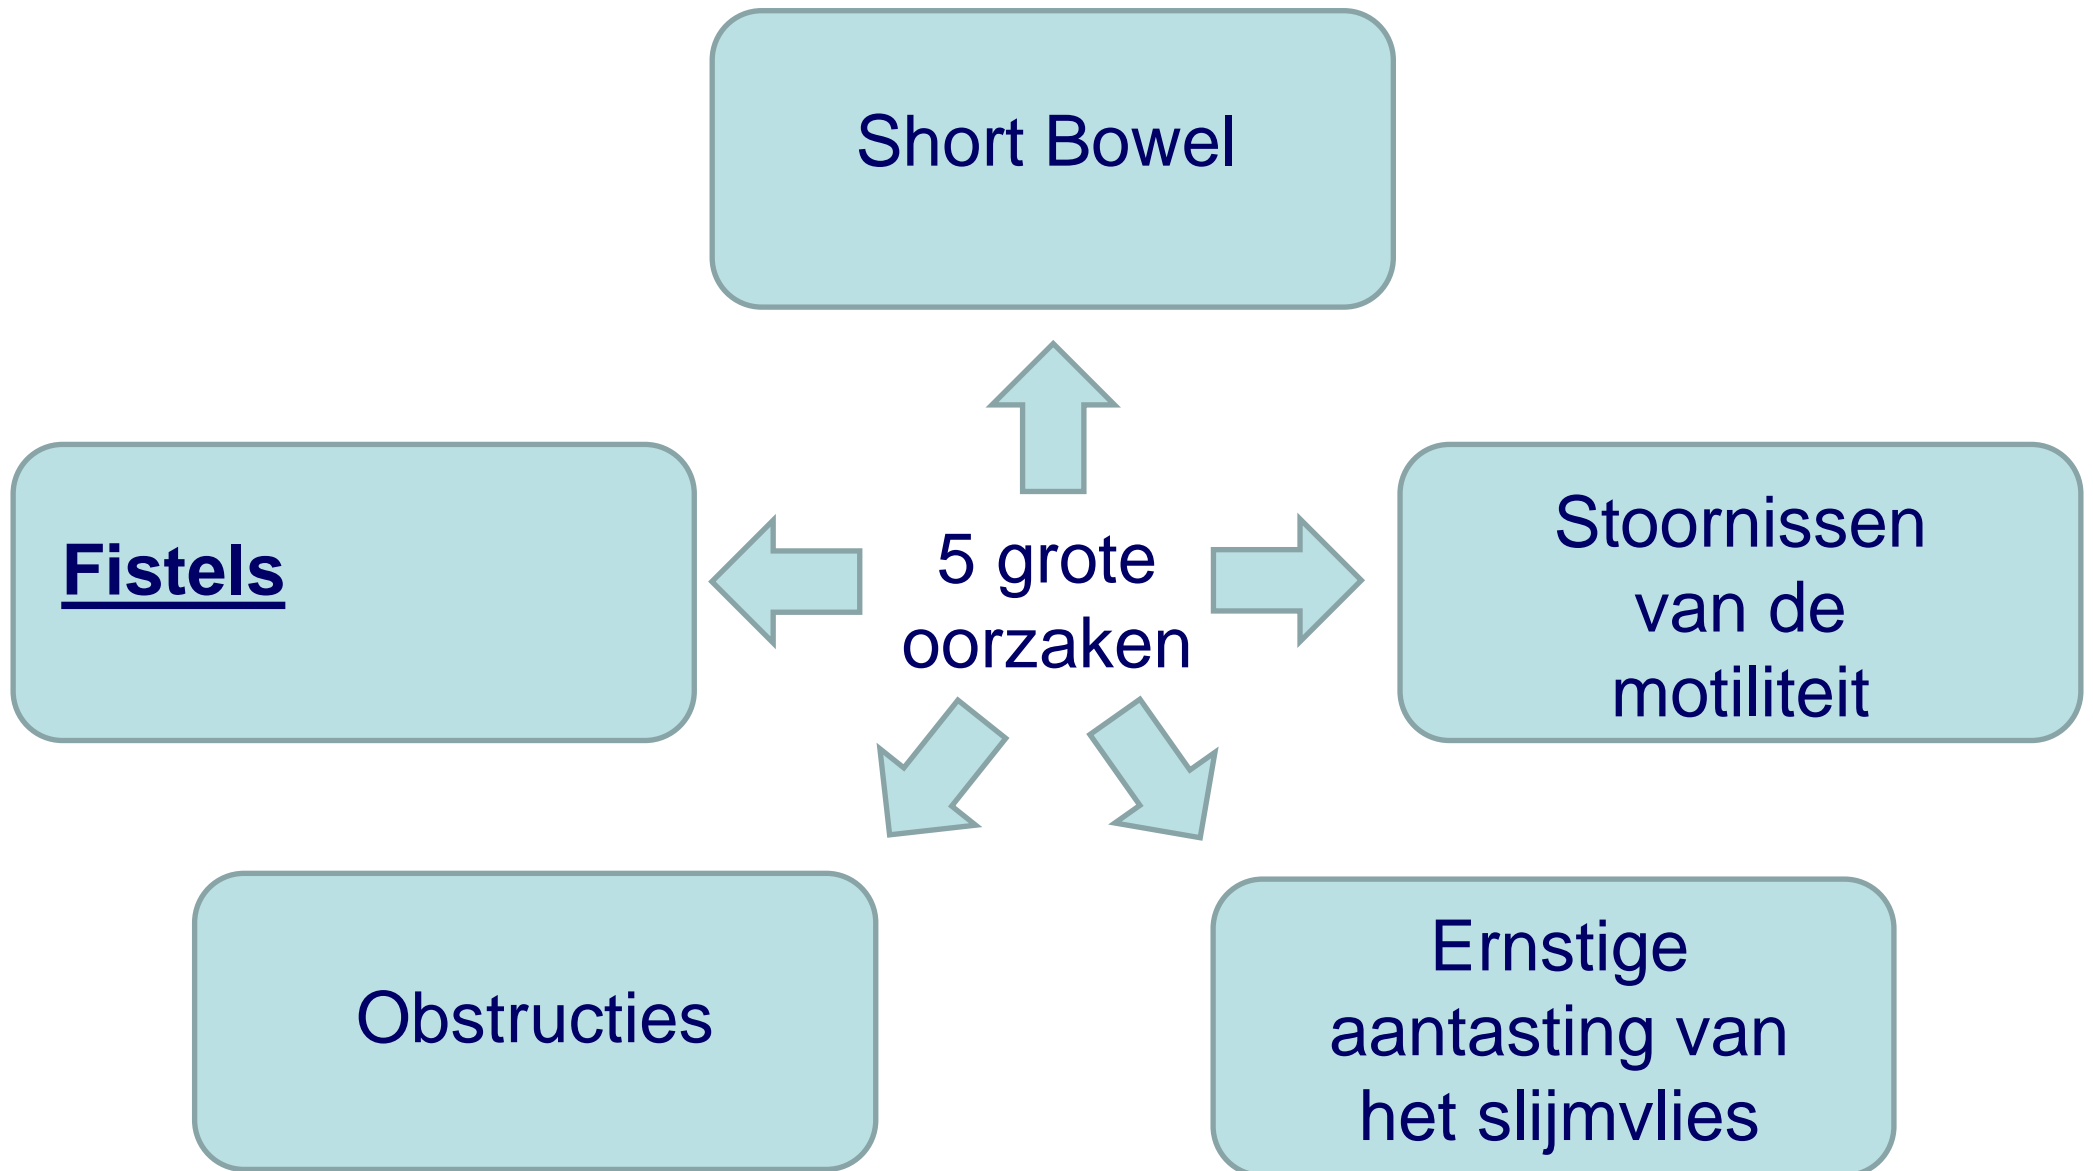 Short Bowel
Fistels
5 grote
oorzaken
Stoornissen
van de
motiliteit
Obstructies
Ernstige
aantasting van
het slijmvlies